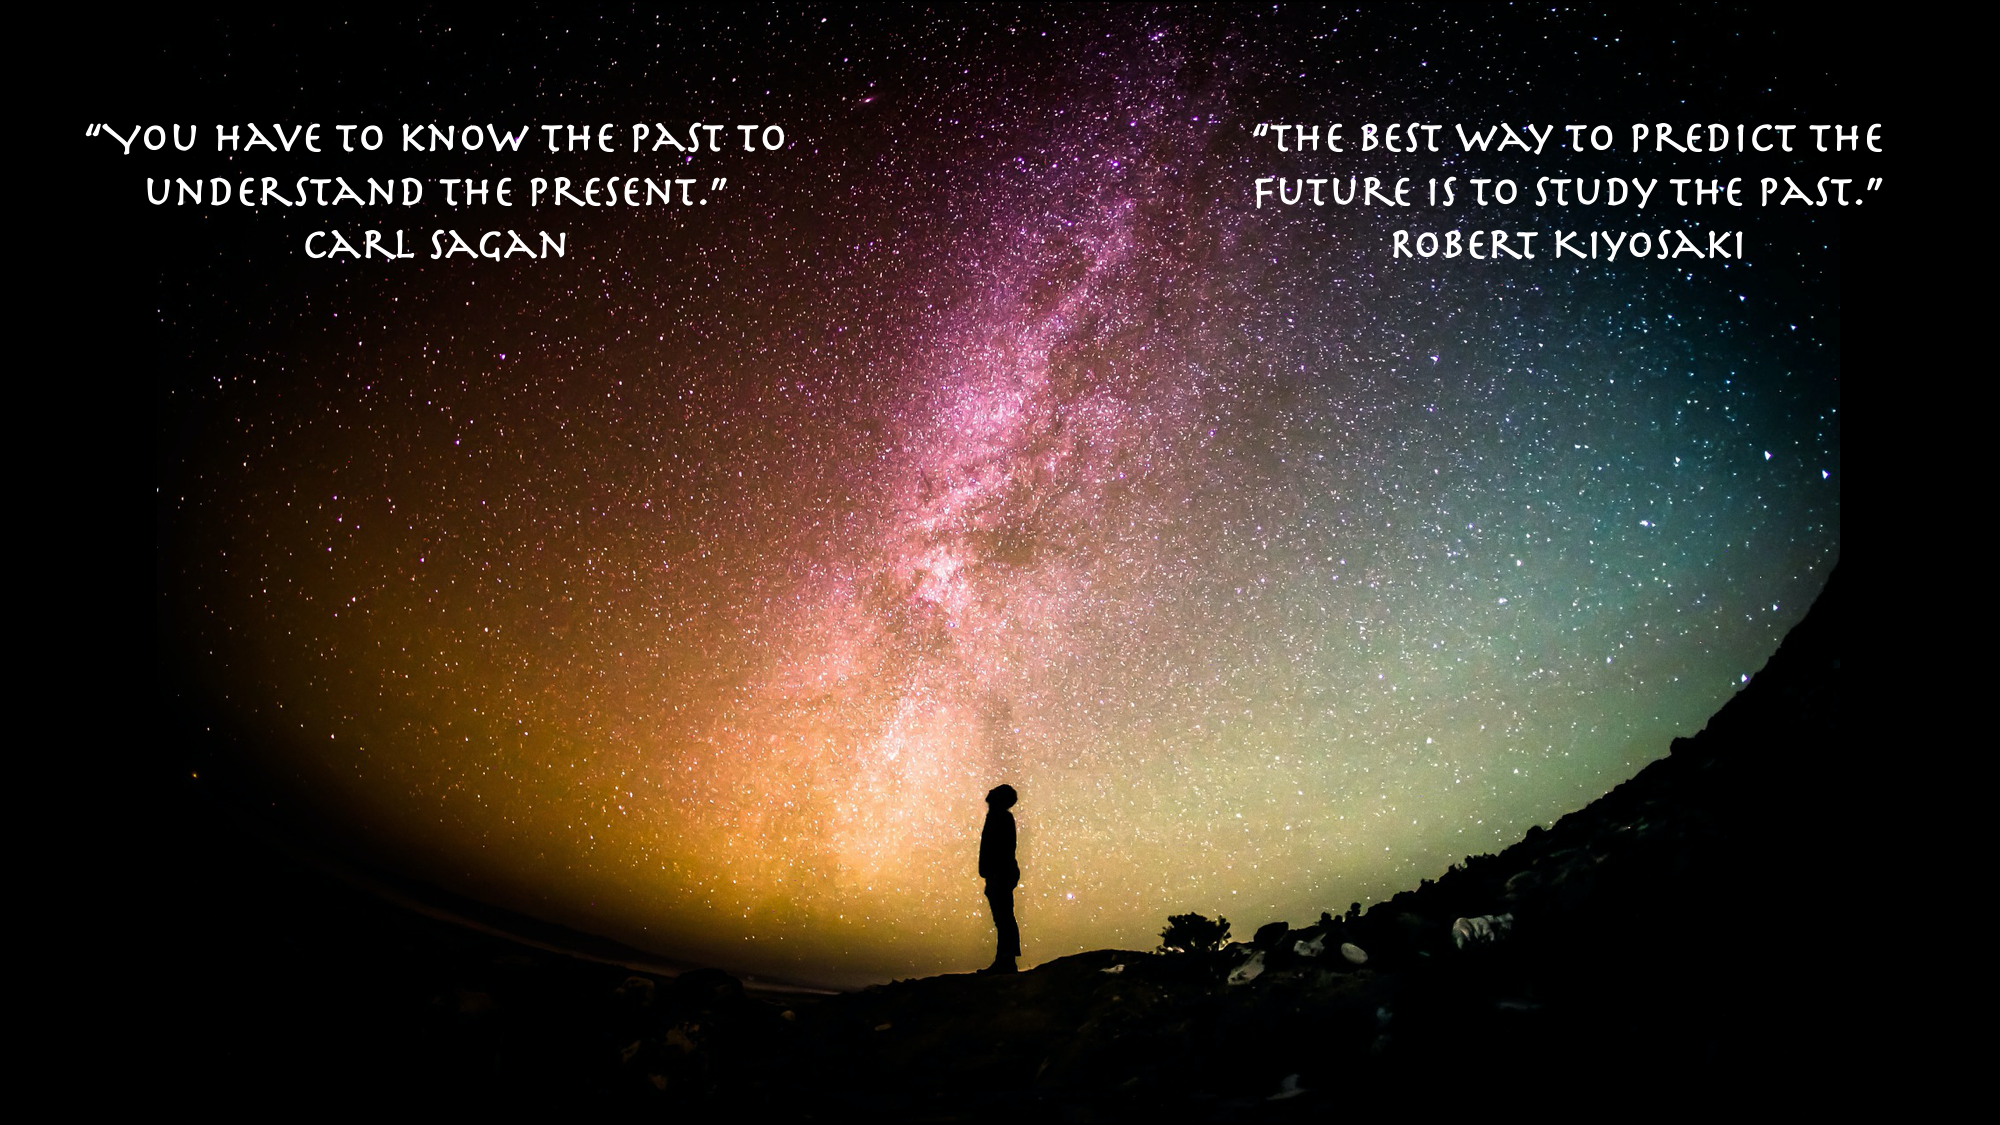 “YOU HAVE TO KNOW THE PAST TO
UNDERSTAND THE PRESENT.”
CARL SAGAN
“THE BEST WAY TO PREDICT THE
FUTURE IS TO STUDY THE PAST.”
ROBERT KIYOSAKI